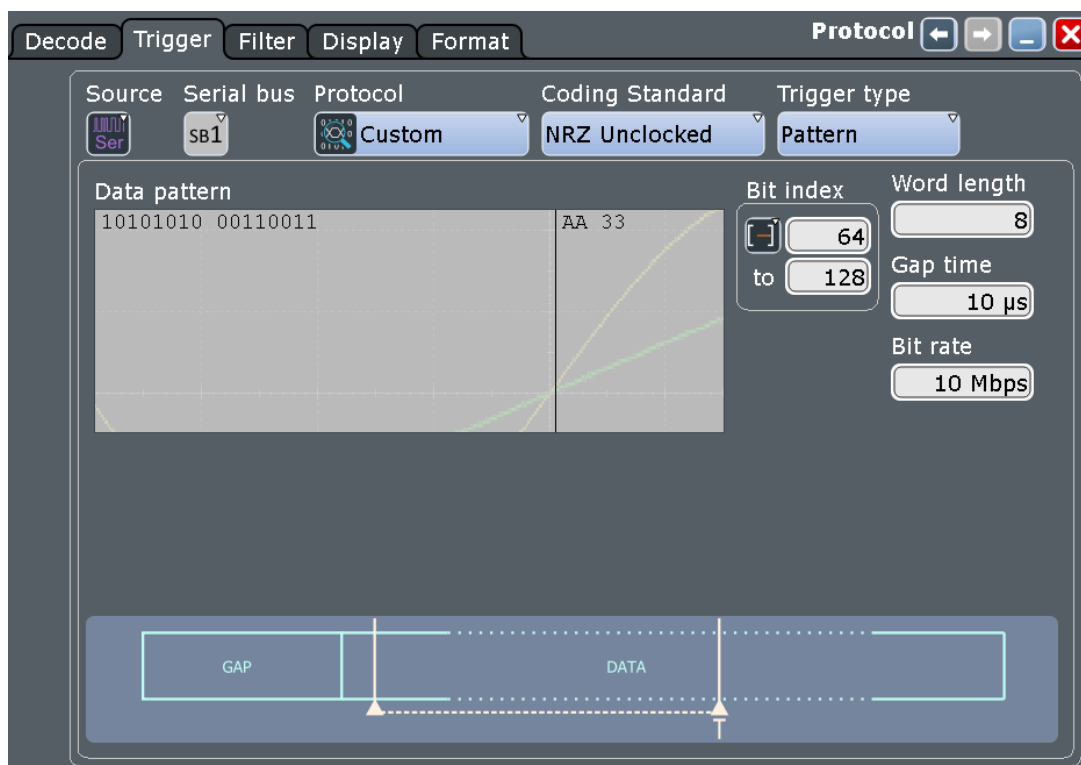 Protocol
Decode Trigger Filter Display Format
Source Serial bus Protocol Coding Standard Trigger type
Ser SB1 Custom NRZ Unclocked Pattern
Data pattern Bit index Word length
10101010 00110011 AA 33 64 8
to 128 Gap time
10 µs
Bit rate
10 Mbps
GAP DATA
T